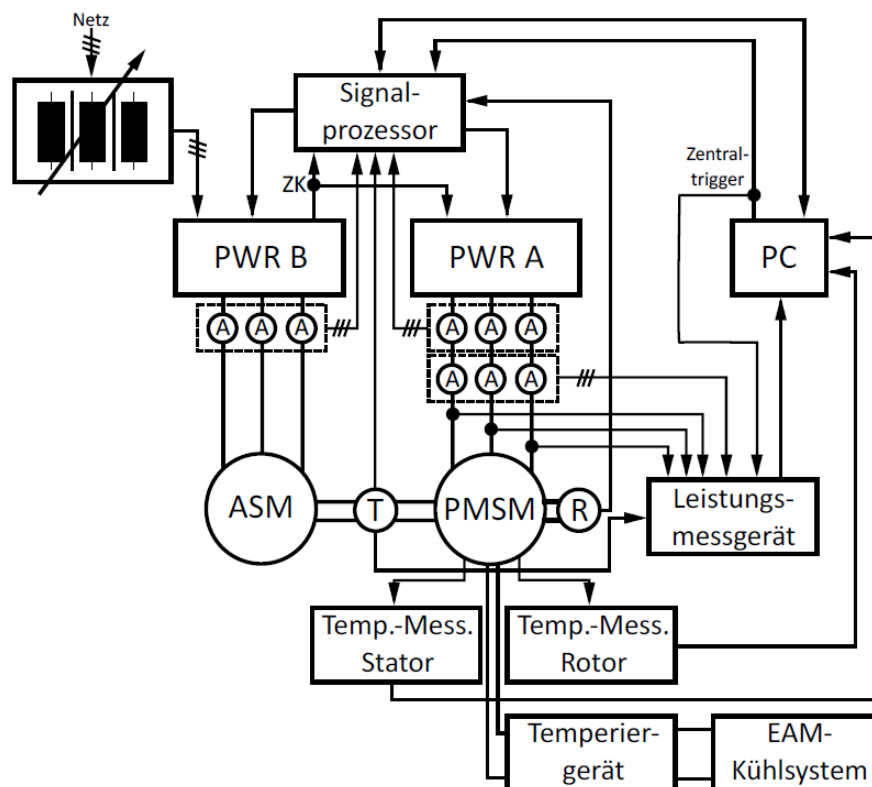 Netz
Signal-
prozessor
Zentral-
trigger
ZK
PWR B
PWR A
PC
A
A
A
A
A
A
A
A
A
ASM
T
PMSM
R
Leistungs-
messgerät
Temp.-Mess.
Stator
Temp.-Mess.
Rotor
Temperier-
gerät
EAM-
Kühlsystem